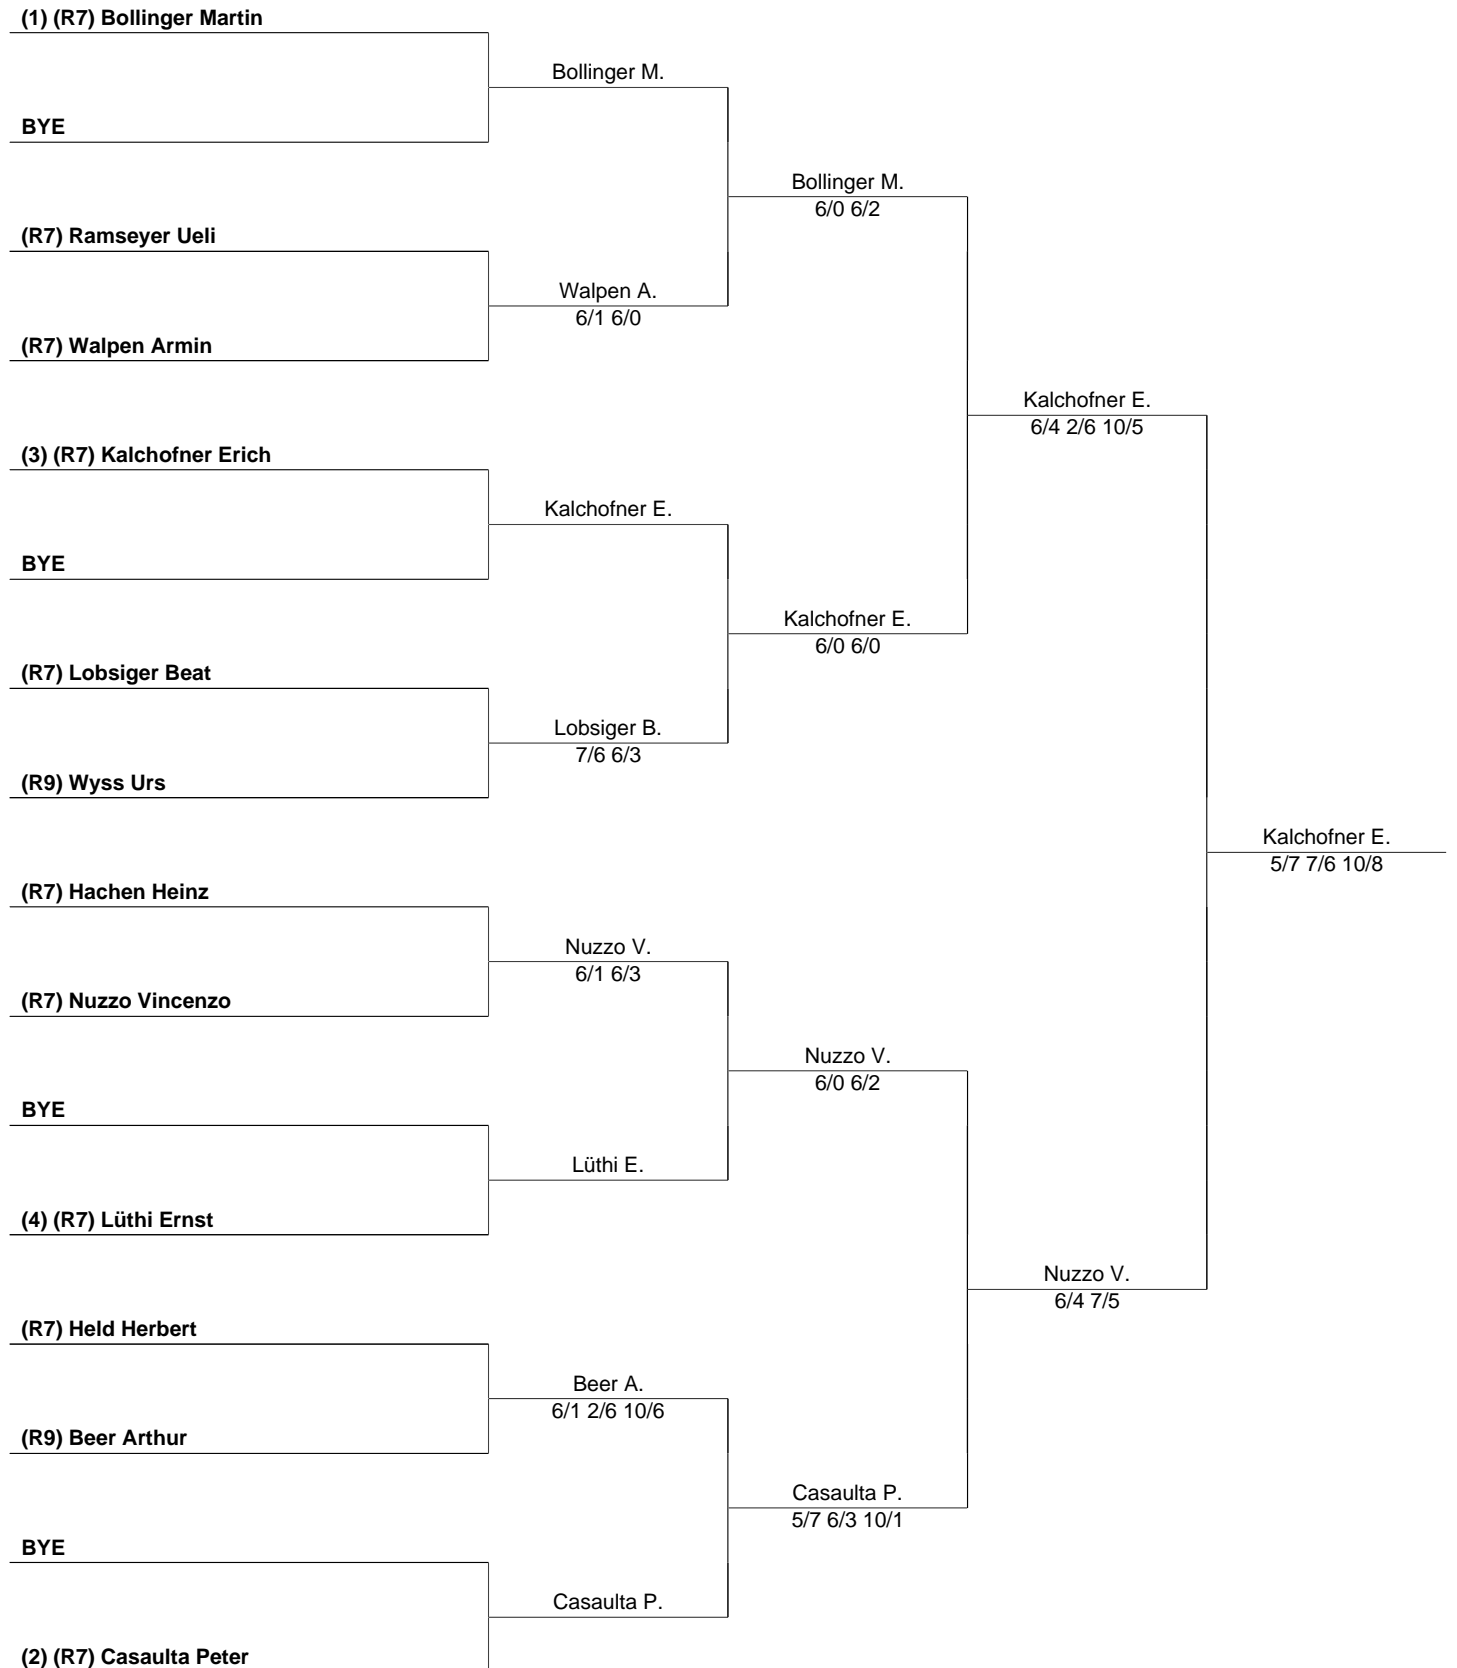 (1) (R7) Bollinger Martin
Bollinger M.
BYE
Bollinger M.
6/0 6/2
(R7) Ramseyer Ueli
Walpen A.
6/1 6/0
(R7) Walpen Armin
Kalchofner E.
6/4 2/6 10/5
(3) (R7) Kalchofner Erich
Kalchofner E.
BYE
Kalchofner E.
6/0 6/0
(R7) Lobsiger Beat
Lobsiger B.
7/6 6/3
(R9) Wyss Urs
Kalchofner E.
5/7 7/6 10/8
(R7) Hachen Heinz
Nuzzo V.
6/1 6/3
(R7) Nuzzo Vincenzo
Nuzzo V.
6/0 6/2
BYE
Lüthi E.
(4) (R7) Lüthi Ernst
Nuzzo V.
6/4 7/5
(R7) Held Herbert
Beer A.
6/1 2/6 10/6
(R9) Beer Arthur
Casaulta P.
5/7 6/3 10/1
BYE
Casaulta P.
(2) (R7) Casaulta Peter